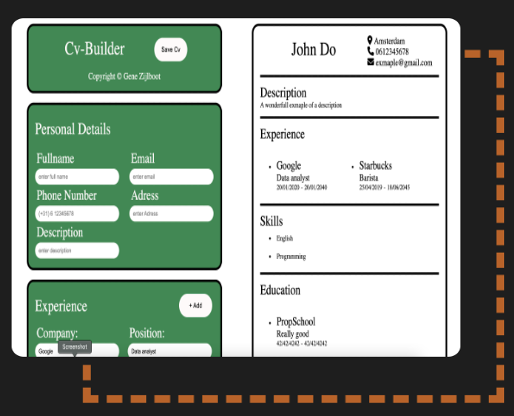 Cv-Builder
Save Cv
Copyright © Gene Zijlboot
Personal Details
Fullname
Email
enter full name
enter email
Phone Number
Adress
(+31) 6 12345678
enter Adress
Description
enter description
Experience
+ Add
Company:
Position:
Google
Data analyst
Screenshot
John Do
Amsterdam
0612345678
exmaple@gmail.com
Description
A wonderfull exmaple of a description
Experience
Google
Data analyst
20/01/2020 - 20/01/2040
Starbucks
Barista
25/04/2019 - 16/06/2045
Skills
English
Programming
Education
PropSchool
Really good
42/42/4242 - 43/42/4242